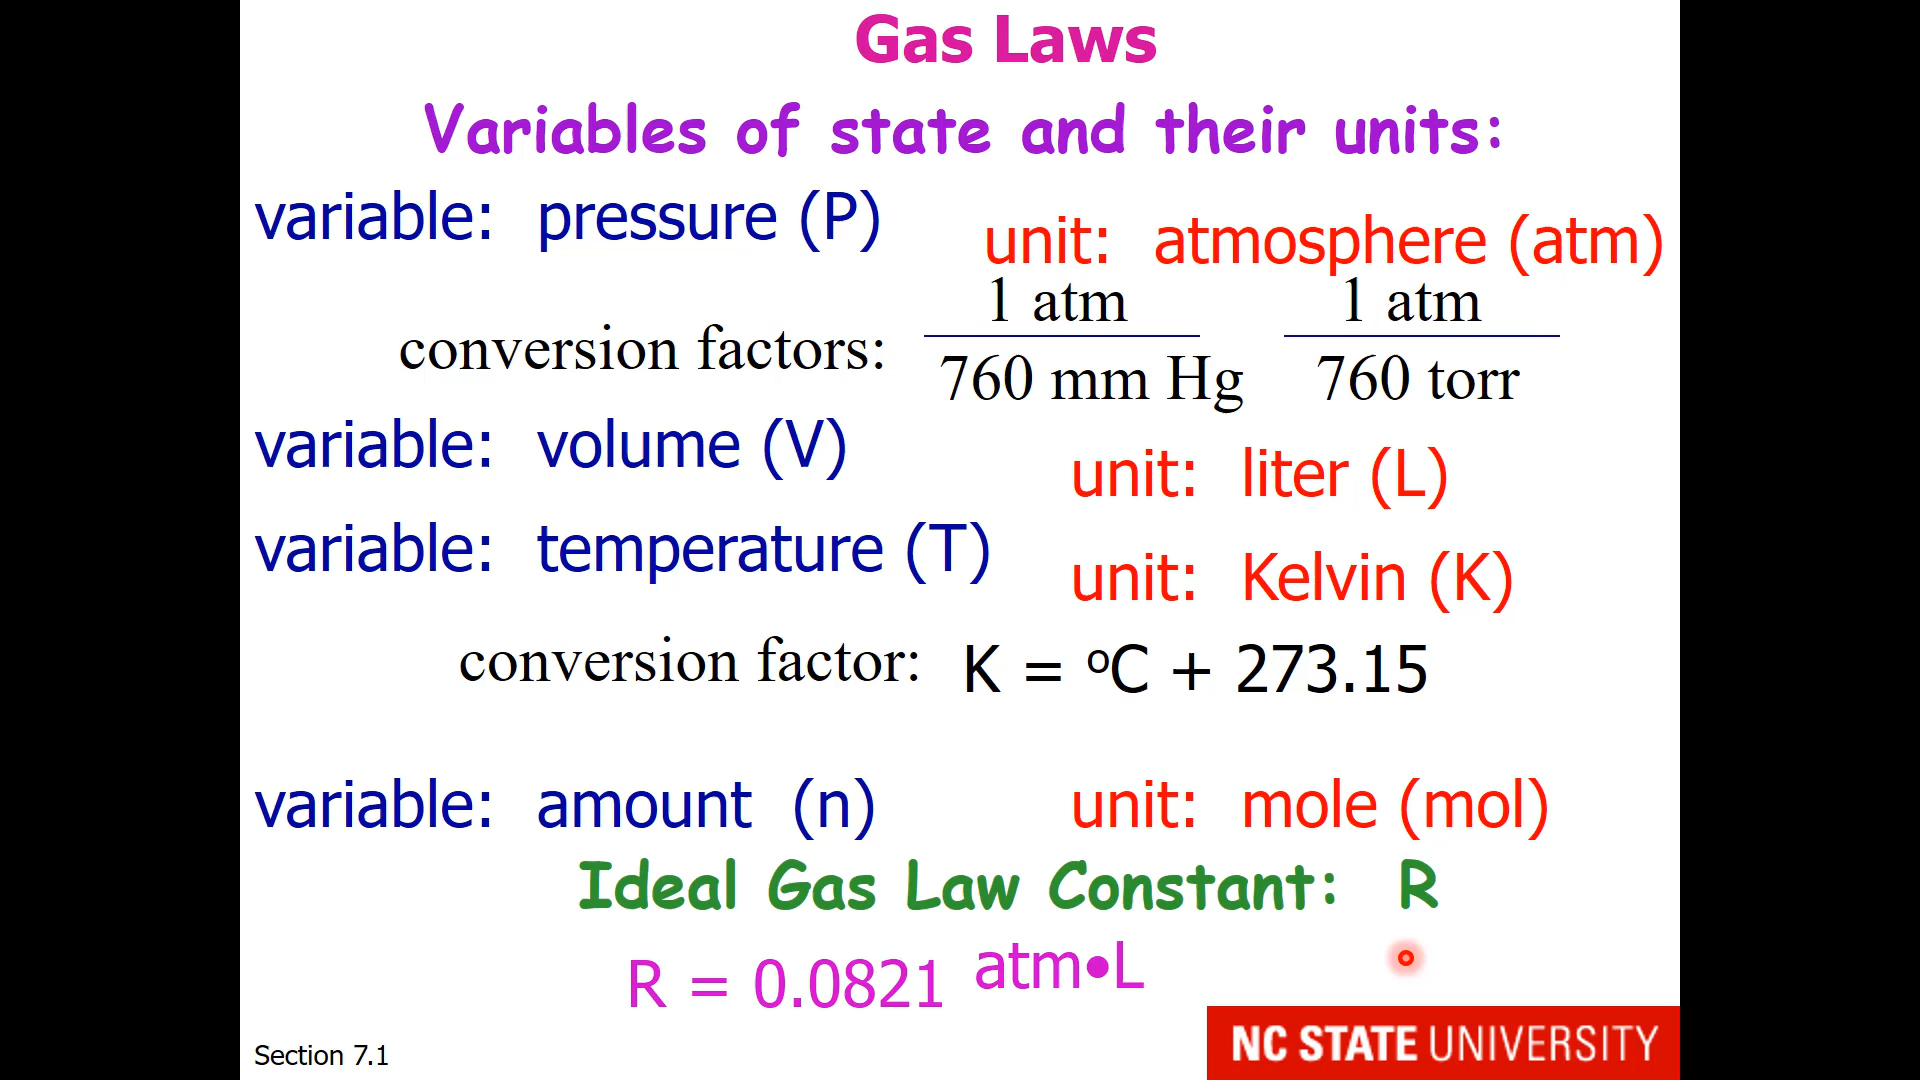 Gas Laws
Variables of state and their units:
variable: pressure (P)
unit: atmosphere (atm)
conversion factors:
1 atm
760 mm Hg
1 atm
760 torr
variable: volume (V)
unit: liter (L)
variable: temperature (T)
unit: Kelvin (K)
conversion factor: K = °C + 273.15
variable: amount (n)
unit: mole (mol)
Ideal Gas Law Constant: R
R = 0.0821 atm•L
Section 7.1
NC STATE UNIVERSITY